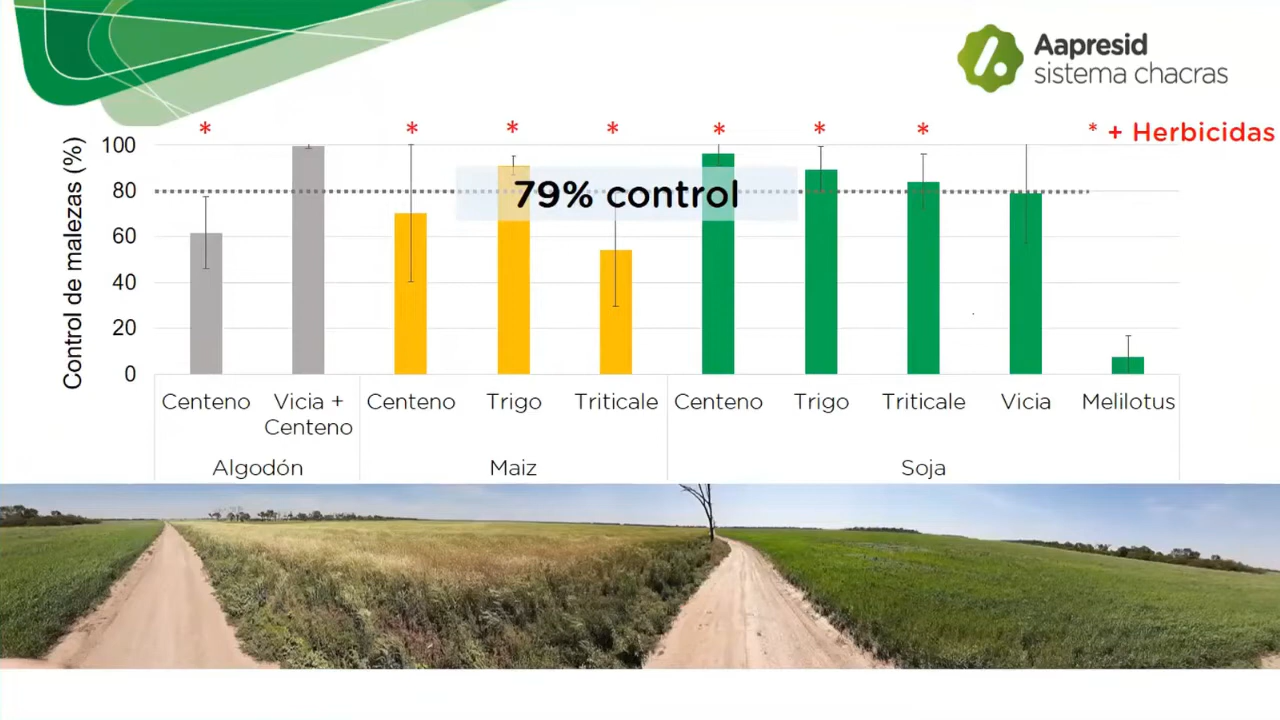 Aapresid
sistema chacras
* * * * * * * * + Herbicidas
Control de malezas (%)
100
80
60
40
20
0
79% control
Centeno Vicia + Centeno Trigo Triticale Centeno Trigo Triticale Vicia Melilotus
Centeno
Algodón Maiz Soja